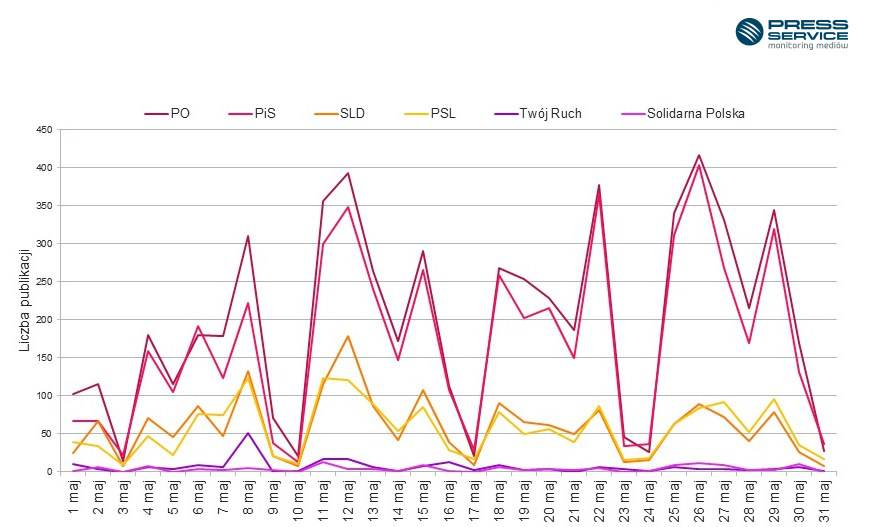 PRESS
SERVICE
monitoring mediów
PO PiS SLD PSL Twój Ruch Solidarna Polska
Liczba publikacji
450
400
350
300
250
200
150
100
50
0
1 maj
2 maj
3 maj
4 maj
5 maj
6 maj
7 maj
8 maj
9 maj
10 maj
11 maj
12 maj
13 maj
14 maj
15 maj
16 maj
17 maj
18 maj
19 maj
20 maj
21 maj
22 maj
23 maj
24 maj
25 maj
26 maj
27 maj
28 maj
29 maj
30 maj
31 maj